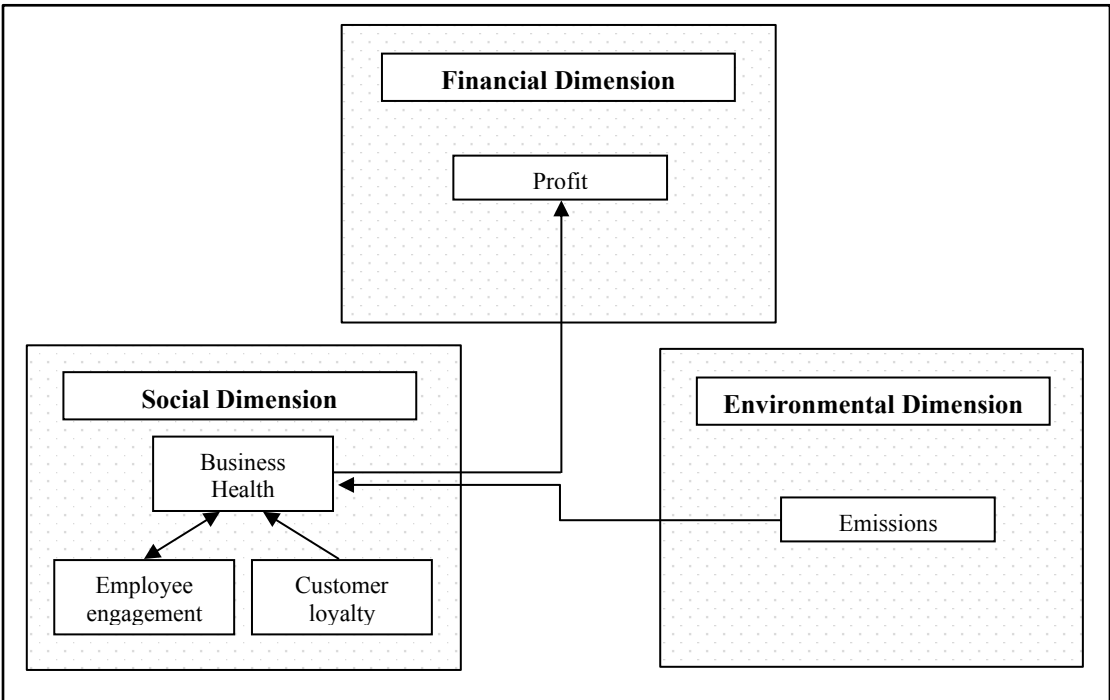 Financial Dimension
Profit
Social Dimension
Business
Health
Employee
engagement
Customer
loyalty
Environmental Dimension
Emissions